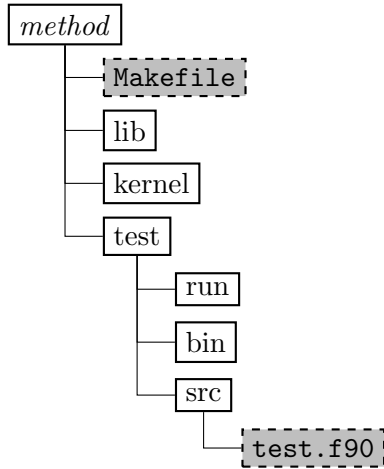 method
Makefile
lib
kernel
test
run
bin
src
test.f90